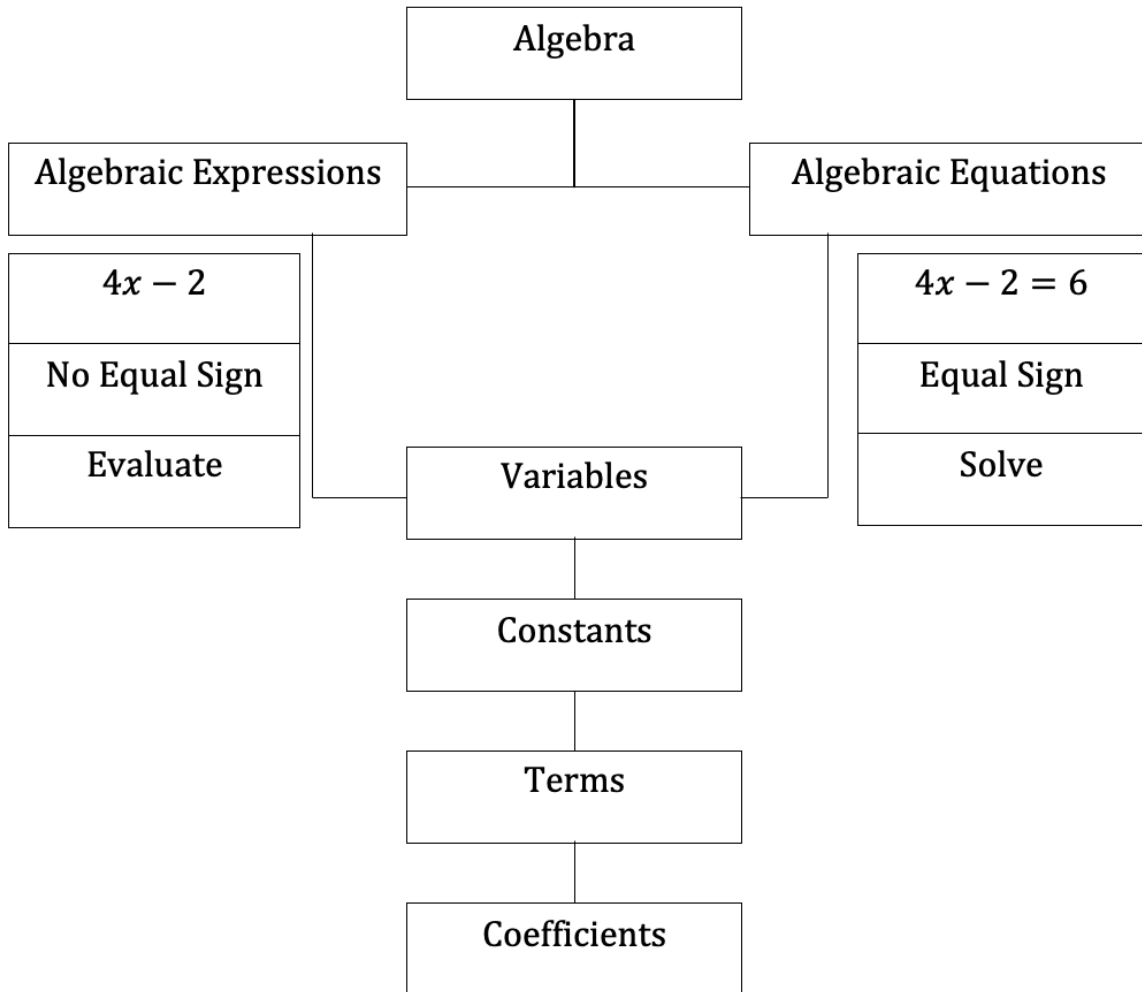 Algebra
Algebraic Expressions
Algebraic Equations
4𝑥 − 2
No Equal Sign
Evaluate
4𝑥 − 2 = 6
Equal Sign
Solve
Variables
Constants
Terms
Coefficients